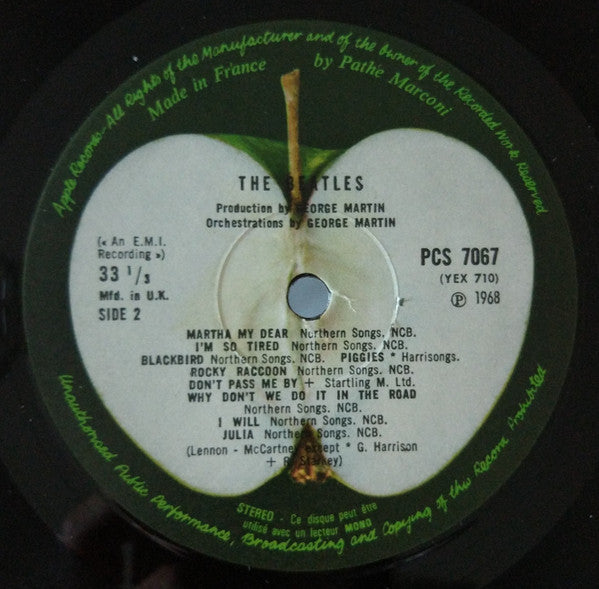 Apple Records-All Rights of the Manufacturer and of the Owner of the Recorded Work Reserved
Made in France by Pathe Marconi
THE BEATLES
Production by GEORGE MARTIN
Orchestrations by GEORGE MARTIN
(« An E.M.I.
Recording »)
33 1/3
Mfd. in U.K.
SIDE 2
PCS 7067
(YEX 710)
Ⓟ 1968
MARTHA MY DEAR Northern Songs. NCB.
I'M SO TIRED Northern Songs. NCB.
BLACKBIRD Northern Songs. NCB. PIGGIES * Harrisongs.
ROCKY RACCOON Northern Songs. NCB.
DON'T PASS ME BY + Startling M. Ltd.
WHY DON'T WE DO IT IN THE ROAD
Northern Songs. NCB.
I WILL Northern Songs. NCB.
JULIA Northern Songs. NCB.
(Lennon - McCartney except * G. Harrison
+ R. Starkey)
STEREO - Ce disque peut être
utilisé avec un lecteur MONO
Unauthorised Public Performance, Broadcasting and Copying of this Record Prohibited